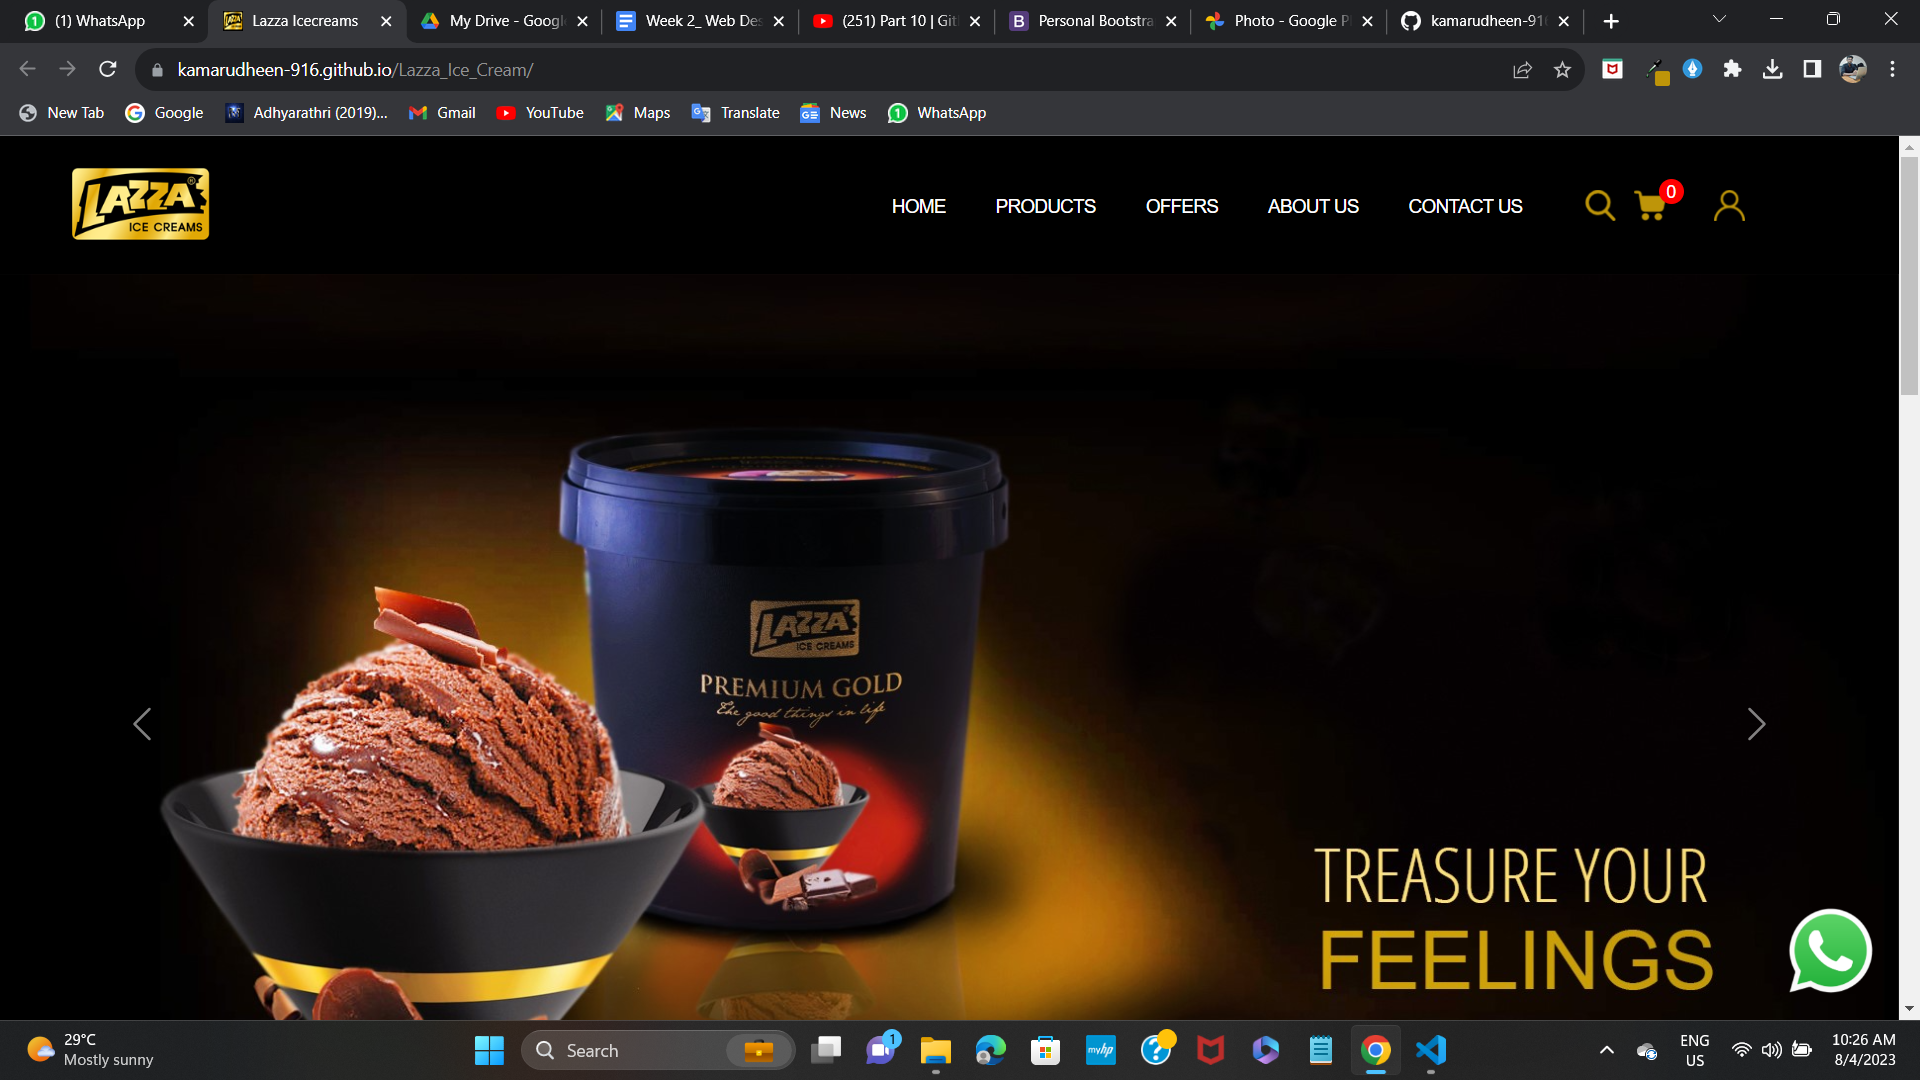 (1) WhatsApp
Lazza Icecreams
My Drive - Googl
Week 2_ Web Des
(251) Part 10 | Git
Personal Bootstra
Photo - Google P
kamarudheen-91
kamarudheen-916.github.io/Lazza_Ice_Cream/
New Tab
Google
Adhyarathri (2019)...
Gmail
YouTube
Maps
Translate
News
WhatsApp
LAZZA®
ICE CREAMS
HOME
PRODUCTS
OFFERS
ABOUT US
CONTACT US
0
LAZZA®
ICE CREAMS
PREMIUM GOLD
The good things in life
TREASURE YOUR
FEELINGS
29°C
Mostly sunny
Search
1
myhp
ENG
US
10:26 AM
8/4/2023